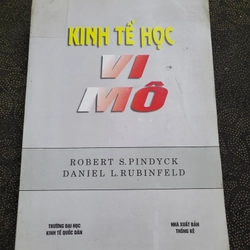 KINH TẾ HỌC
VI
MÔ
ROBERT S.PINDYCK
DANIEL L.RUBINFELD
TRƯỜNG ĐẠI HỌC
KINH TẾ QUỐC DÂN
NHÀ XUẤT BẢN
THỐNG KÊ